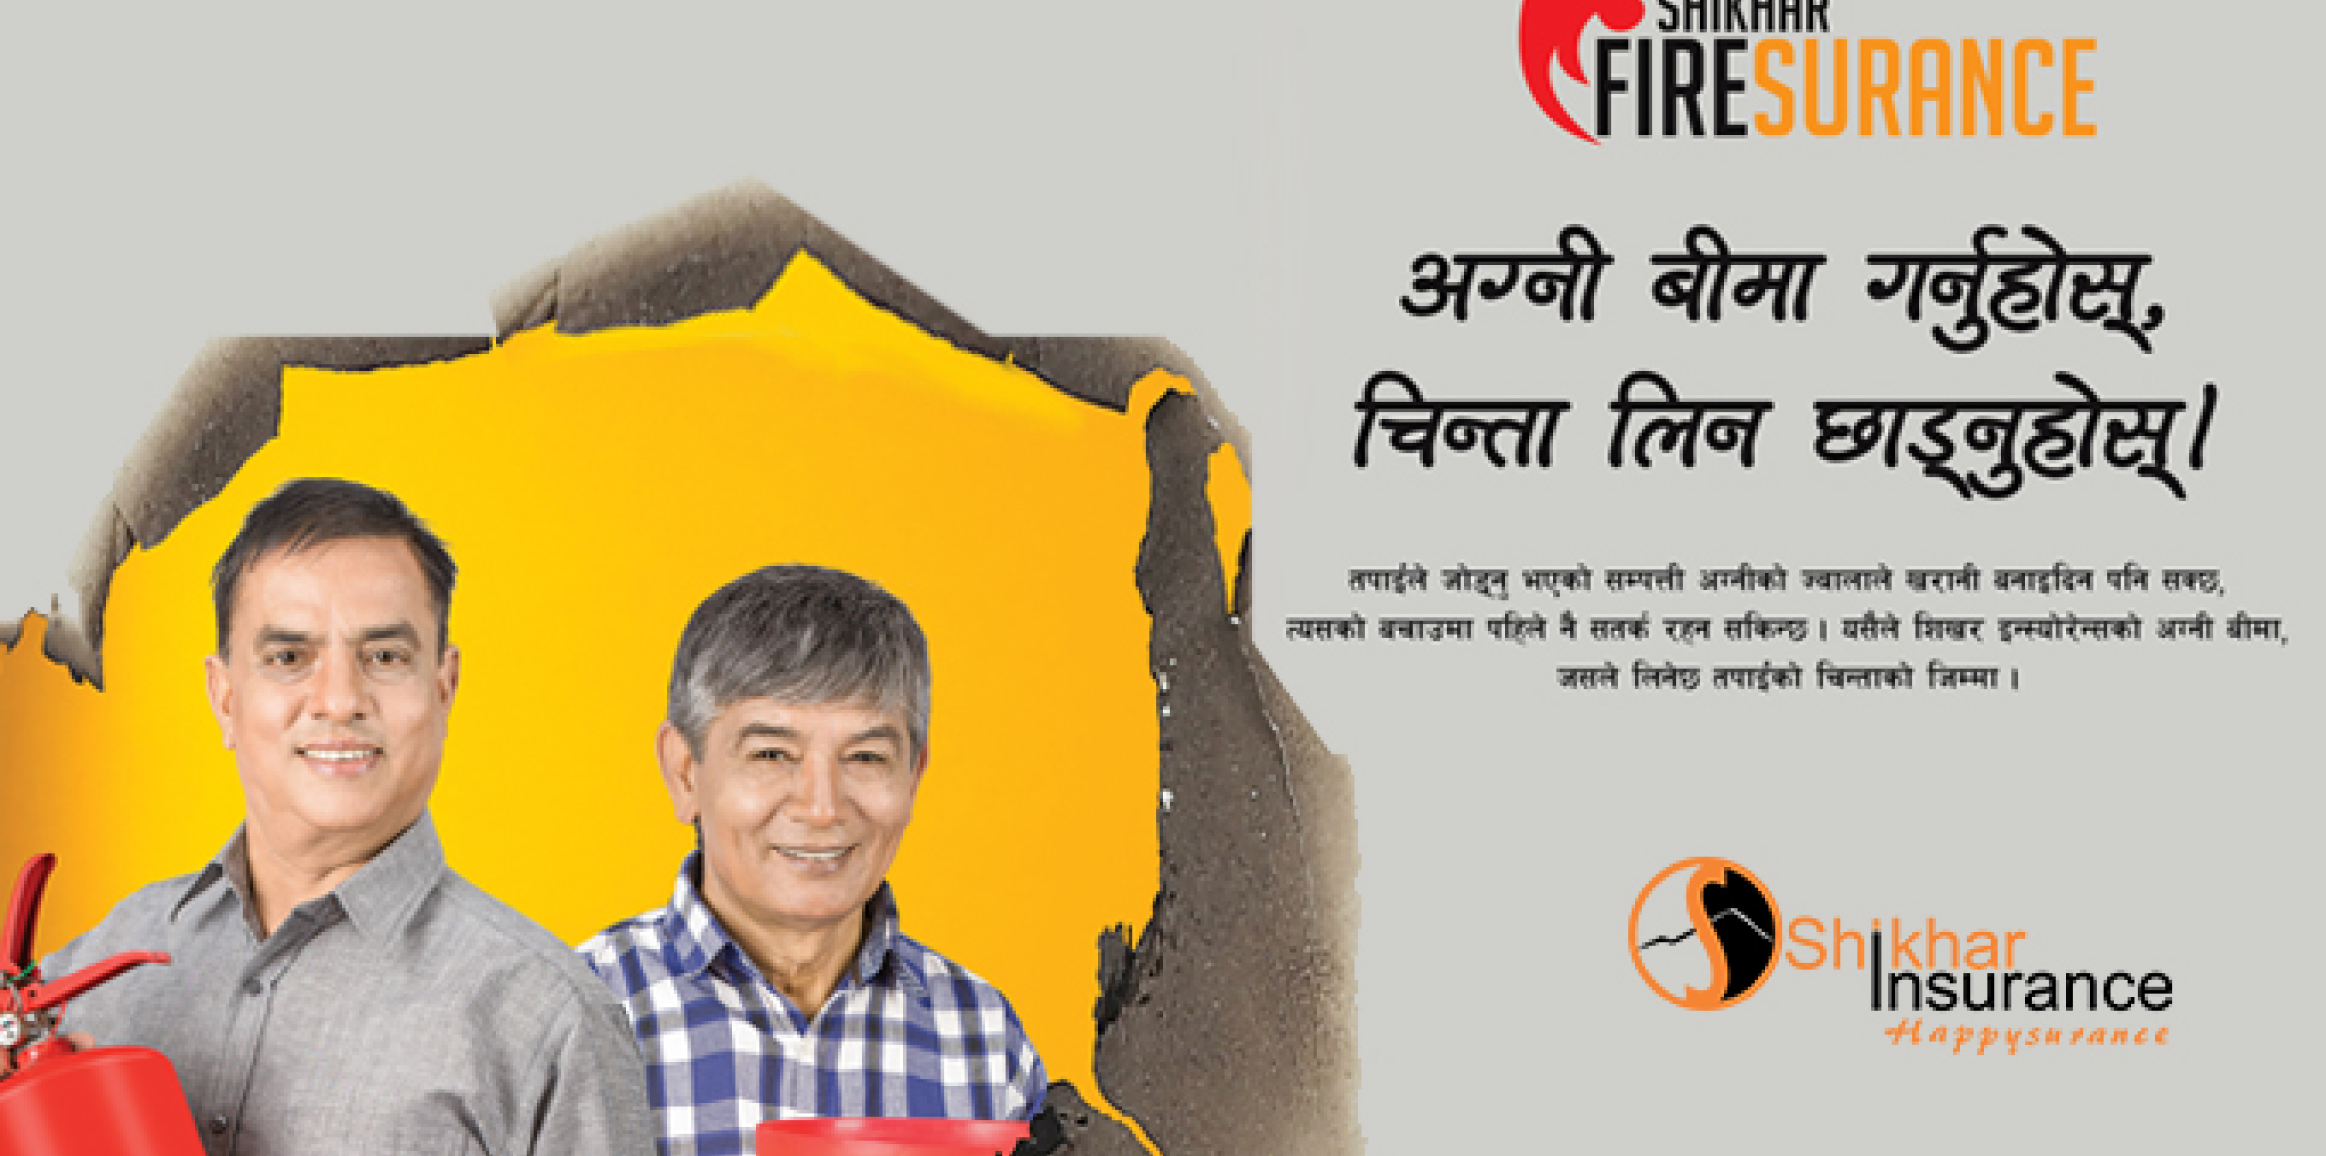 SHIKHAR
FIRESURANCE
अग्नी बीमा गर्नुहोस्,
चिन्ता लिन छाड्नुहोस्।
तपाईले जोड्नु भएको सम्पत्ती अग्नीको ज्वालाले खरानी बनाइदिन पनि सक्छ,
त्यसको बचाउमा पहिले नै सतर्क रहन सकिन्छ। यसैले शिखर इन्स्योरेन्सको अग्नी बीमा,
जसले लिनेछ तपाईको चिन्ताको जिम्मा।
Shikhar
Insurance
Happysurance